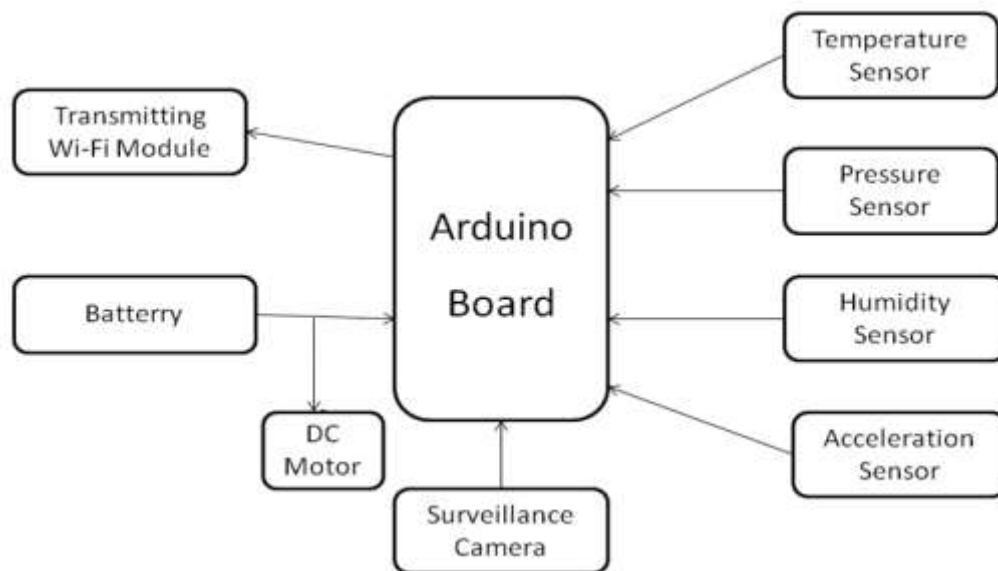 Temperature
Sensor
Transmitting
Wi-Fi Module
Pressure
Sensor
Arduino
Board
Batterry
Humidity
Sensor
DC
Motor
Acceleration
Sensor
Surveillance
Camera